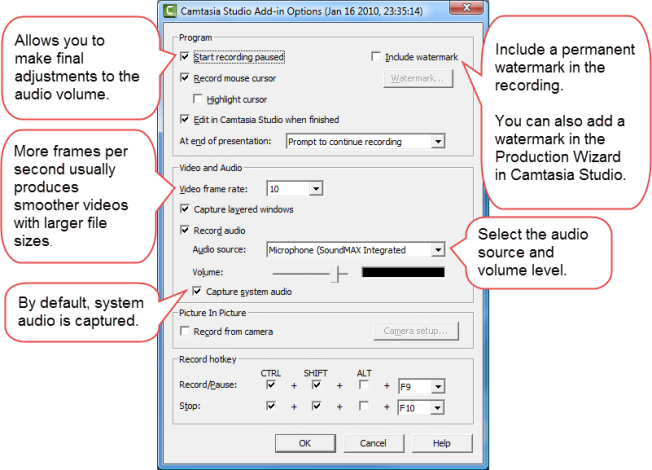 Camtasia Studio Add-in Options (Jan 16 2010, 23:35:14)
Allows you to
make final
adjustments to the
audio volume.
More frames per
second usually
produces
smoother videos
with larger file
sizes.
By default, system
audio is captured.
Program
Start recording paused
Include watermark
Record mouse cursor
Watermark...
Highlight cursor
Edit in Camtasia Studio when finished
At end of presentation: Prompt to continue recording
Video and Audio
Video frame rate: 10
Capture layered windows
Record audio
Audio source: Microphone (SoundMAX Integrated
Volume:
Capture system audio
Picture In Picture
Record from camera
Camera setup...
Record hotkey
CTRL SHIFT ALT
Record/Pause: + + + F9
Stop: + + + F10
OK Cancel Help
Include a permanent
watermark in the
recording.
You can also add a
watermark in the
Production Wizard
in Camtasia Studio.
Select the audio
source and
volume level.